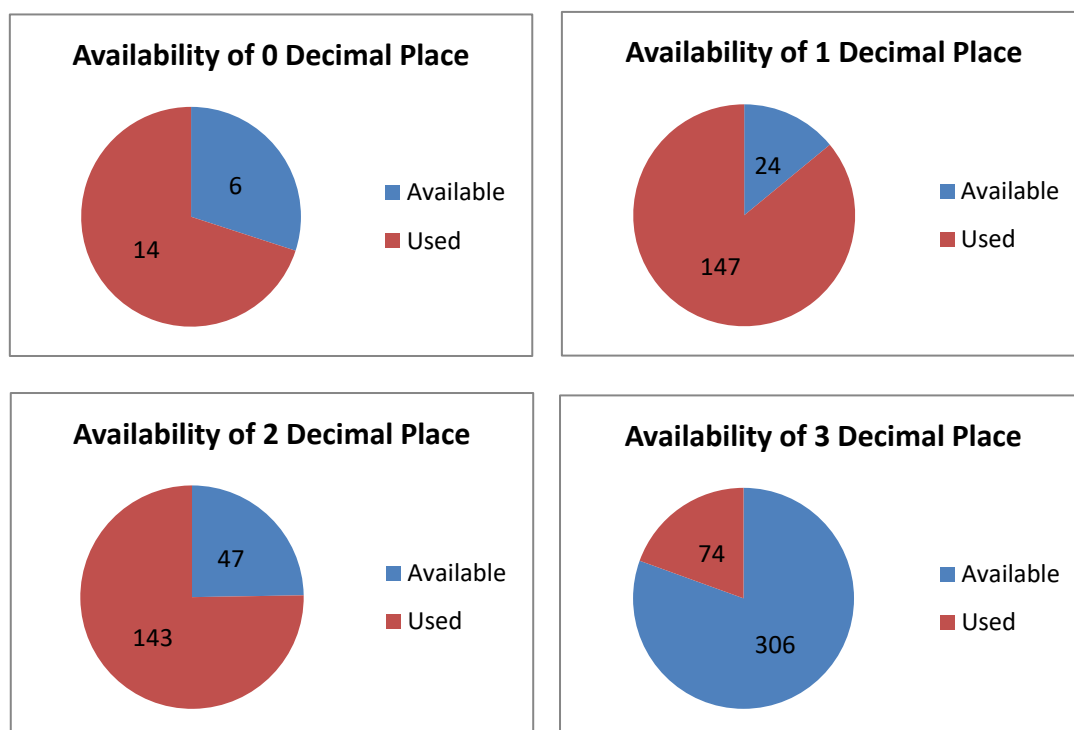 Availability of 0 Decimal Place
6
14
Available
Used
Availability of 1 Decimal Place
24
147
Available
Used
Availability of 2 Decimal Place
47
143
Available
Used
Availability of 3 Decimal Place
74
306
Available
Used